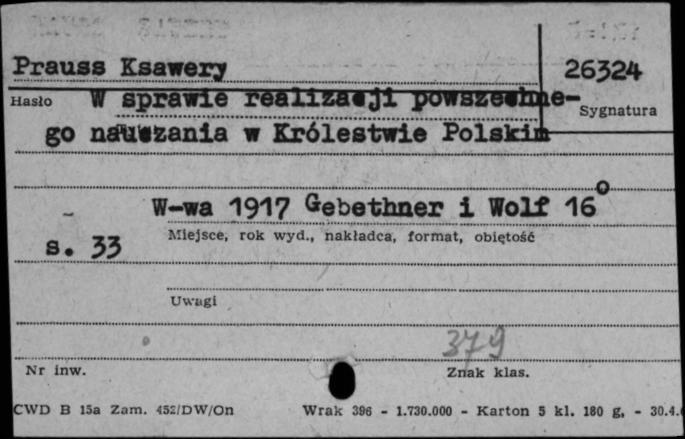 Prauss Ksawery
26324
Hasło W sprawie realizacji powszechne-
Sygnatura
go nauczania w Królestwie Polskim
W-wa 1917 Gebethner i Wolf 16°
Miejsce, rok wyd., nakładca, format, obiętość
s. 33
Uwagi
379
Nr inw.
Znak klas.
CWD B 15a Zam. 452/DW/On
Wrak 396 - 1.730.000 - Karton 5 kl. 180 g, - 30.4.